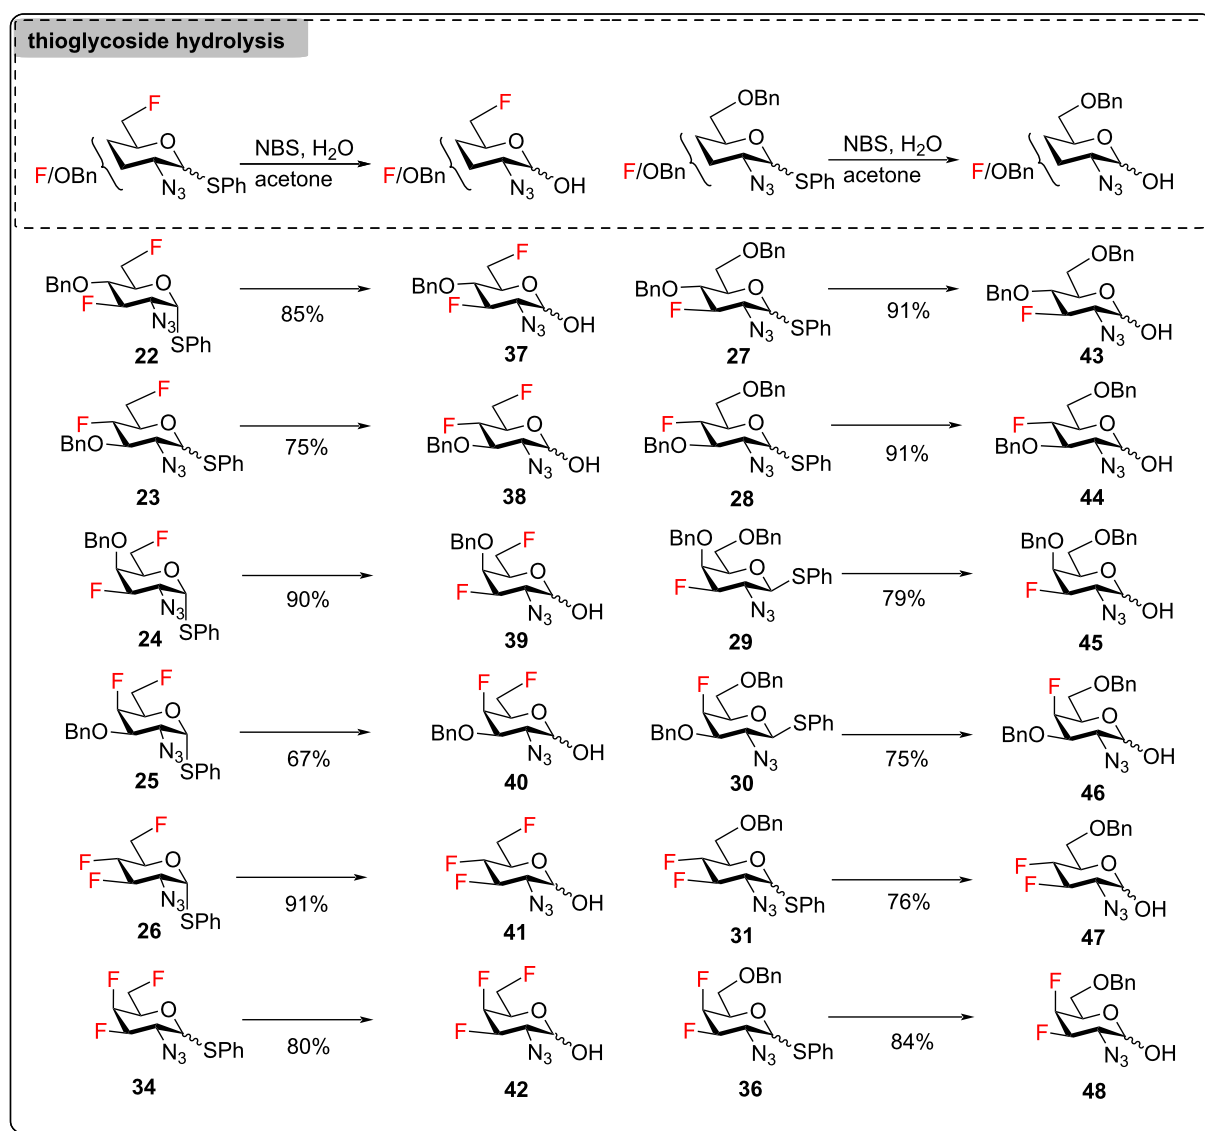 thioglycoside hydrolysis
F
O
F/OBn
N3
SPh
NBS, H2O
acetone
F
O
F/OBn
N3
OH
OBn
O
F/OBn
N3
SPh
NBS, H2O
acetone
OBn
O
F/OBn
N3
OH
F
BnO
O
F
N3
SPh
22
85%
F
BnO
O
F
N3
OH
37
OBn
BnO
O
F
N3
SPh
27
91%
OBn
BnO
O
F
N3
OH
43
F
F
O
BnO
N3
SPh
23
75%
F
F
O
BnO
N3
OH
38
OBn
F
O
BnO
N3
SPh
28
91%
OBn
F
O
BnO
N3
OH
44
BnO
F
O
F
N3
SPh
24
90%
BnO
F
O
F
N3
OH
39
BnO
OBn
O
SPh
F
N3
29
79%
BnO
OBn
O
F
N3
OH
45
F
F
O
BnO
N3
SPh
25
67%
F
F
O
BnO
N3
OH
40
F
OBn
O
SPh
BnO
N3
30
75%
F
OBn
O
BnO
N3
OH
46
F
F
O
F
N3
SPh
26
91%
F
F
O
F
N3
OH
41
OBn
F
O
F
N3
SPh
31
76%
OBn
F
O
F
N3
OH
47
F
F
O
F
N3
SPh
34
80%
F
F
O
F
N3
OH
42
F
OBn
O
F
N3
SPh
36
84%
F
OBn
O
F
N3
OH
48